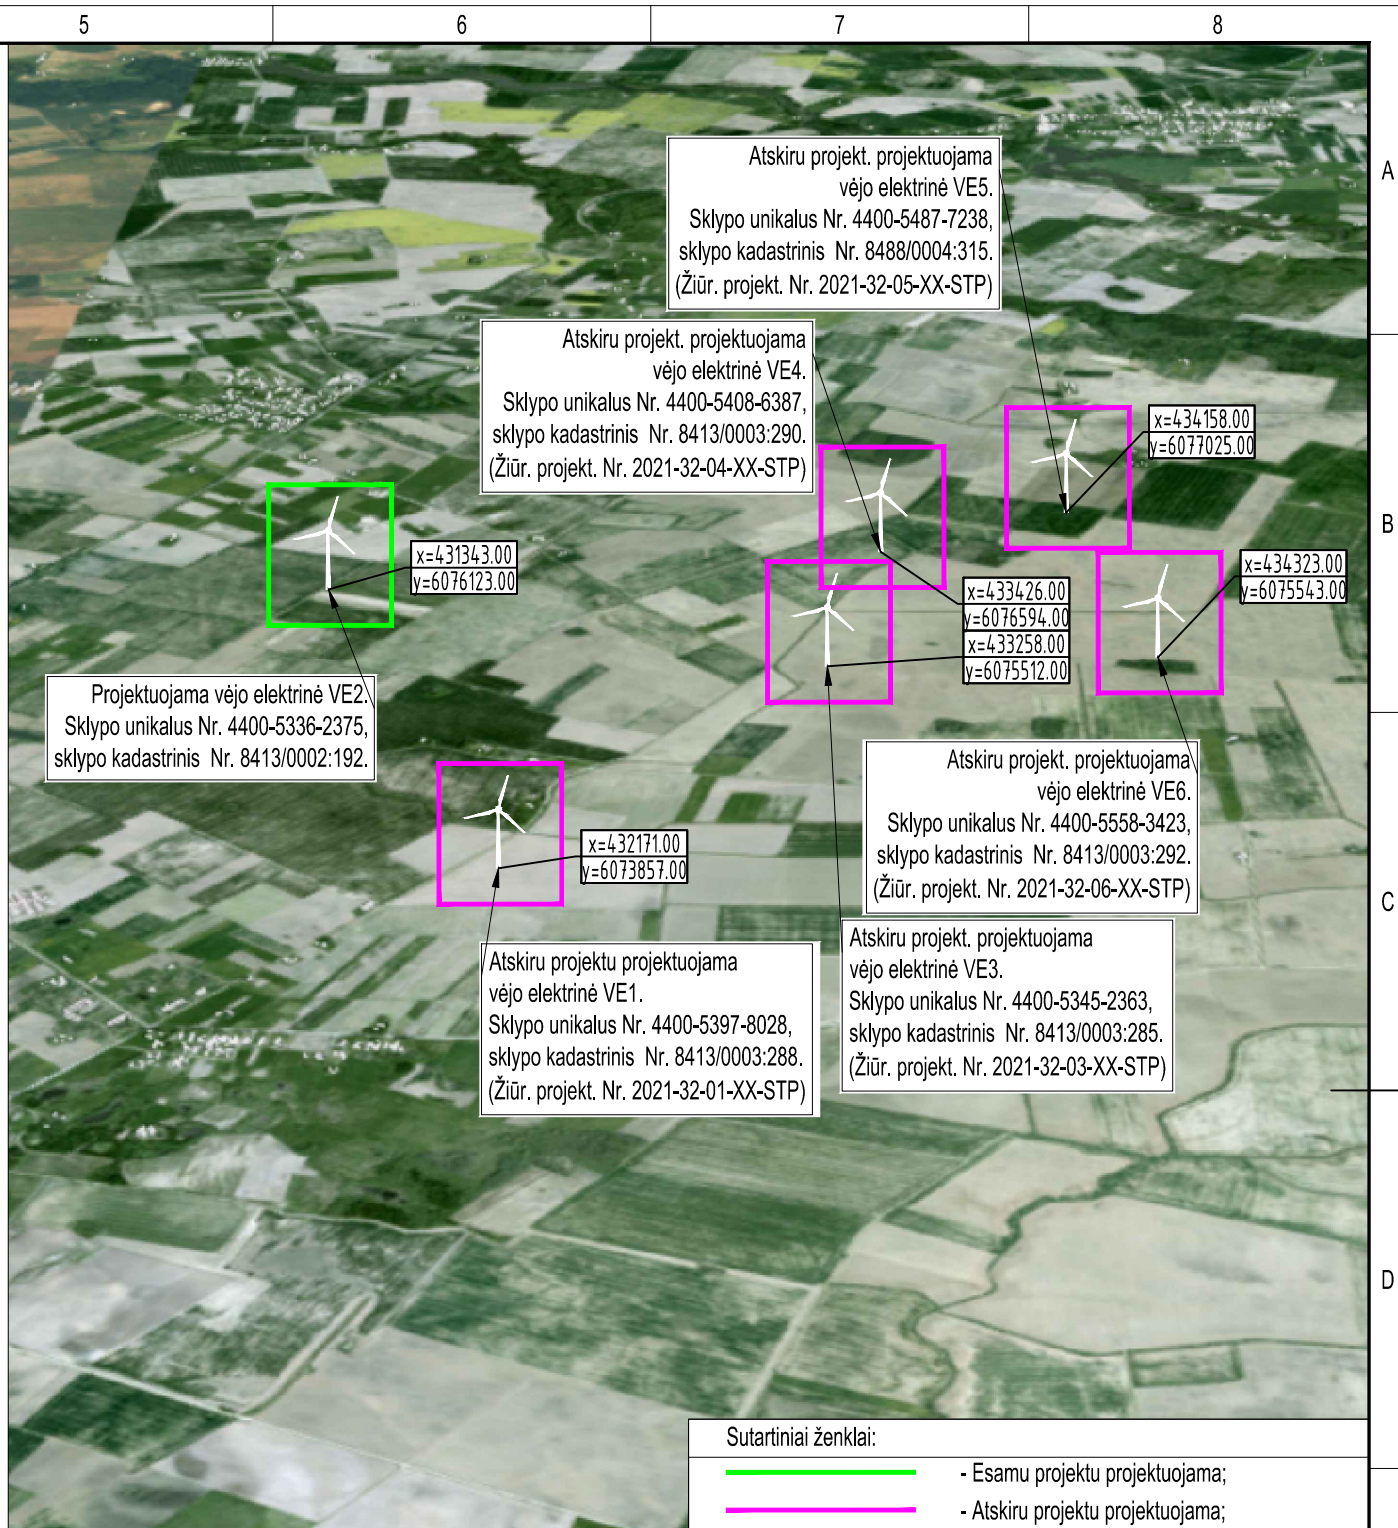 5 6 7 8
A
B
C
D
Atskiru projekt. projektuojama
vėjo elektrinė VE5.
Sklypo unikalus Nr. 4400-5487-7238,
sklypo kadastrinis Nr. 8488/0004:315.
(Žiūr. projekt. Nr. 2021-32-05-XX-STP)
Atskiru projekt. projektuojama
vėjo elektrinė VE4.
Sklypo unikalus Nr. 4400-5408-6387,
sklypo kadastrinis Nr. 8413/0003:290.
(Žiūr. projekt. Nr. 2021-32-04-XX-STP)
x=434158.00
y=6077025.00
x=431343.00
y=6076123.00
x=433426.00
y=6076594.00
x=433258.00
y=6075512.00
x=434323.00
y=6075543.00
Projektuojama vėjo elektrinė VE2.
Sklypo unikalus Nr. 4400-5336-2375,
sklypo kadastrinis Nr. 8413/0002:192.
Atskiru projekt. projektuojama
vėjo elektrinė VE6.
Sklypo unikalus Nr. 4400-5558-3423,
sklypo kadastrinis Nr. 8413/0003:292.
(Žiūr. projekt. Nr. 2021-32-06-XX-STP)
x=432171.00
y=6073857.00
Atskiru projektu projektuojama
vėjo elektrinė VE1.
Sklypo unikalus Nr. 4400-5397-8028,
sklypo kadastrinis Nr. 8413/0003:288.
(Žiūr. projekt. Nr. 2021-32-01-XX-STP)
Atskiru projekt. projektuojama
vėjo elektrinė VE3.
Sklypo unikalus Nr. 4400-5345-2363,
sklypo kadastrinis Nr. 8413/0003:285.
(Žiūr. projekt. Nr. 2021-32-03-XX-STP)
Sutartiniai ženklai:
- Esamu projektu projektuojama;
- Atskiru projektu projektuojama;